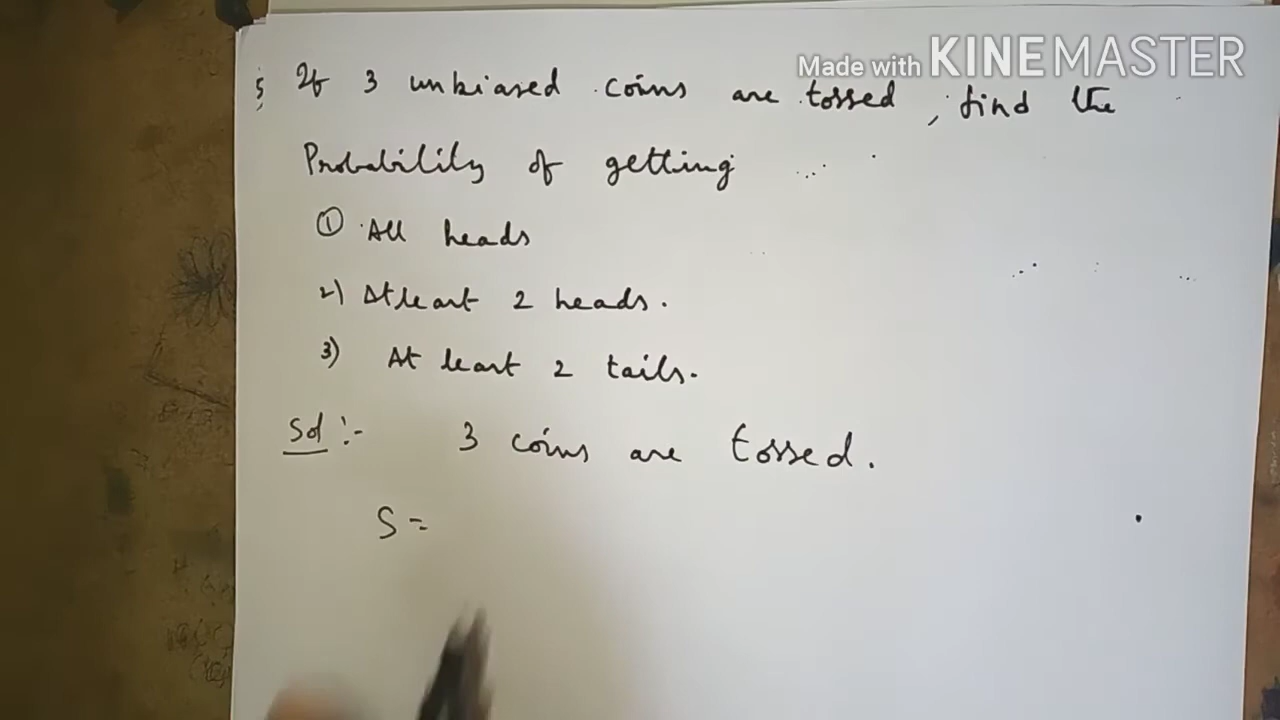 Made with KINEMASTER
5, If 3 unbiased coins are tossed, find the
Probability of getting
① All heads
2) Atleast 2 heads.
3) At least 2 tails.
Sol :- 3 coins are tossed.
S =